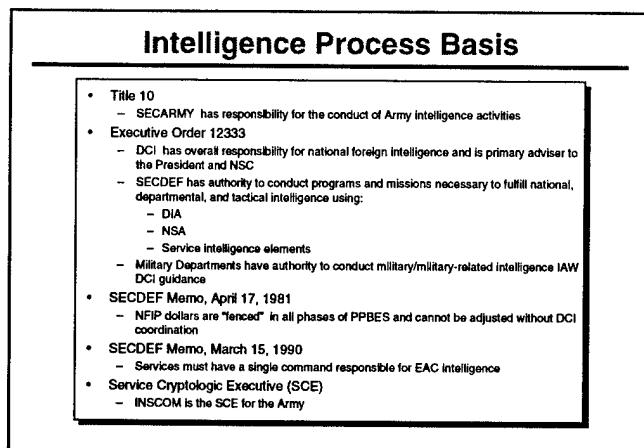 Intelligence Process Basis
• Title 10
– SECARMY has responsibility for the conduct of Army intelligence activities
• Executive Order 12333
– DCI has overall responsibility for national foreign intelligence and is primary adviser to
the President and NSC
– SECDEF has authority to conduct programs and missions necessary to fulfill national,
departmental, and tactical intelligence using:
– DIA
– NSA
– Service intelligence elements
– Military Departments have authority to conduct military/military-related intelligence IAW
DCI guidance
• SECDEF Memo, April 17, 1981
– NFIP dollars are "fenced" in all phases of PPBES and cannot be adjusted without DCI
coordination
• SECDEF Memo, March 15, 1990
– Services must have a single command responsible for EAC intelligence
• Service Cryptologic Executive (SCE)
– INSCOM is the SCE for the Army